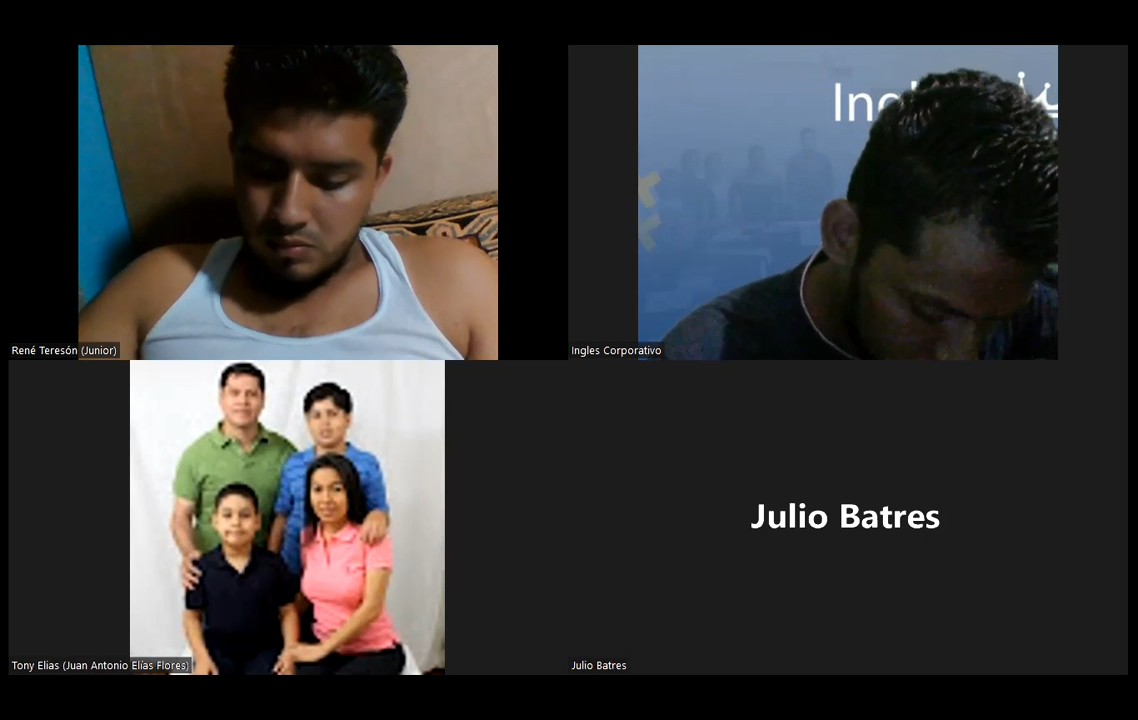 René Teresón (Junior)
Ingles Corporativo
Tony Elias (Juan Antonio Elías Flores)
Julio Batres
Julio Batres